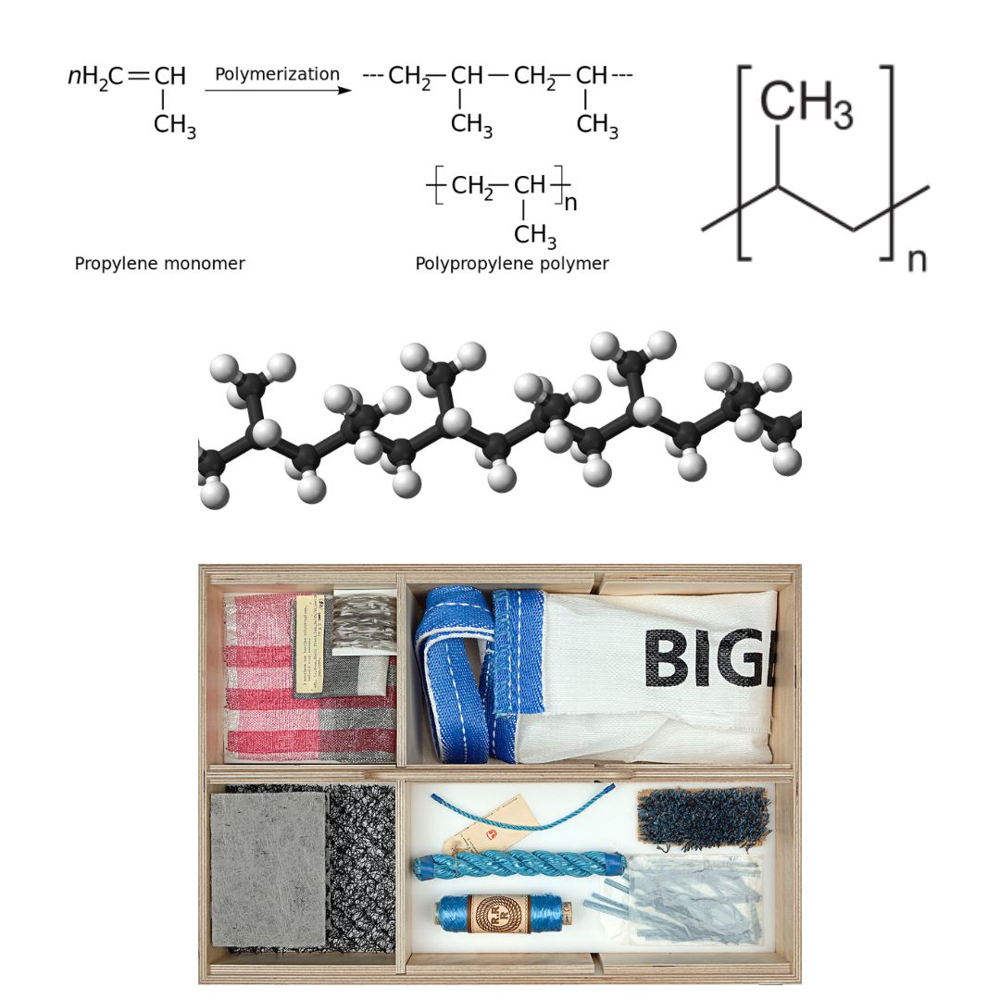 nH2C=CH
CH3
Polymerization
---CH2—CH—CH2—CH---
CH3 CH3
[CH2—CH]n
CH3
Propylene monomer
Polypropylene polymer
[CH3]n
BIG
R.R
R